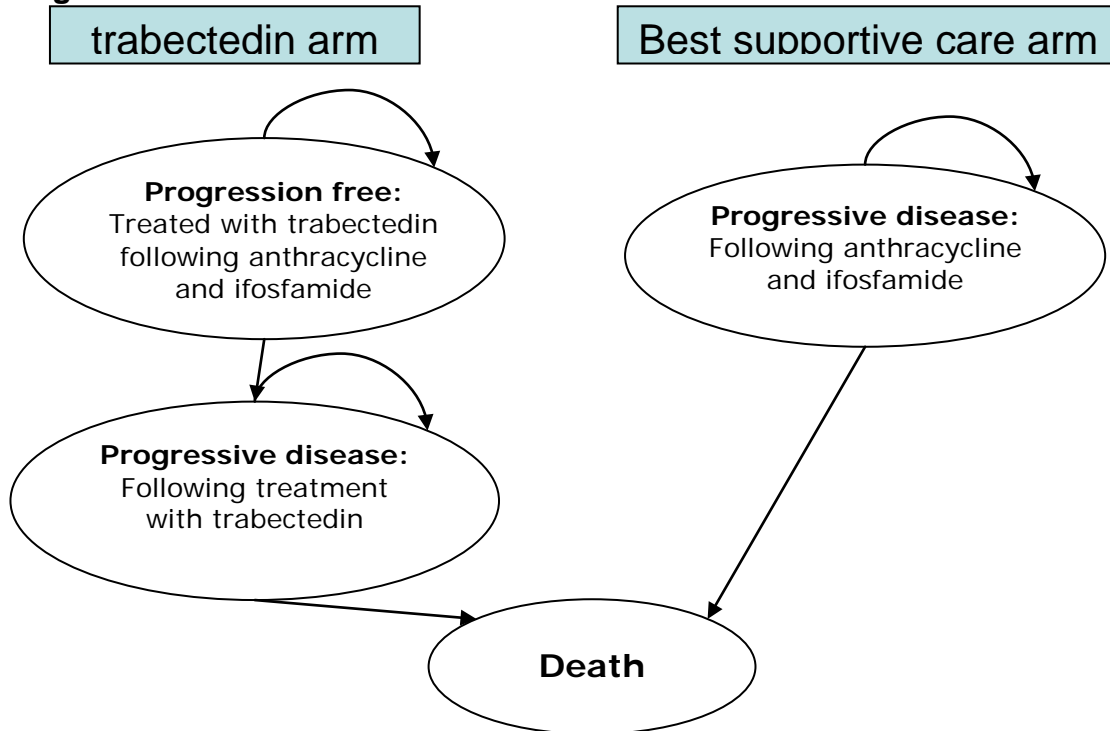 trabectedin arm
Best supportive care arm
Progression free:
Treated with trabectedin
following anthracycline
and ifosfamide
Progressive disease:
Following anthracycline
and ifosfamide
Progressive disease:
Following treatment
with trabectedin
Death